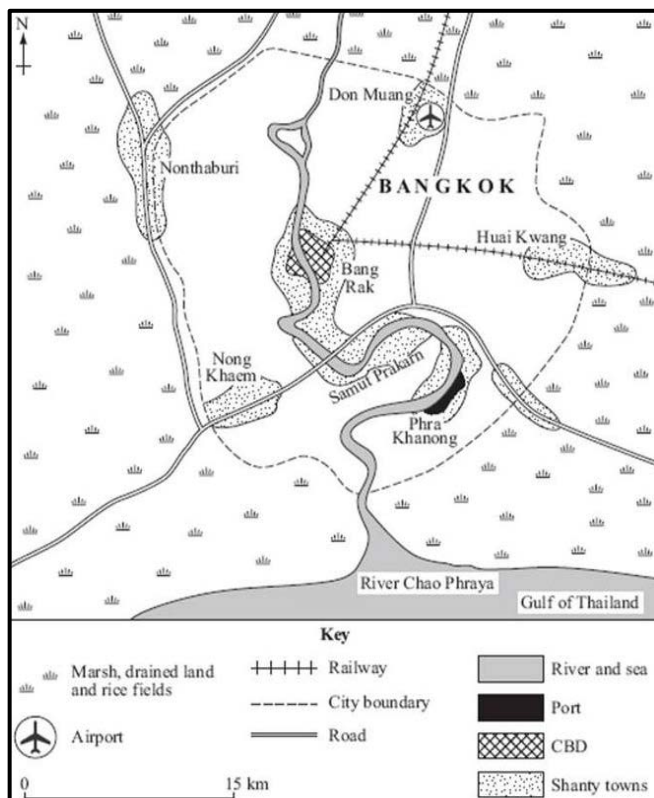 N
Don Muang
Nonthaburi
BANGKOK
Huai Kwang
Bang
Rak
Nong
Khaem
Samut Prakarn
Phra
Khanong
River Chao Phraya
Gulf of Thailand
Key
Marsh, drained land
and rice fields
Airport
0
15 km
Railway
City boundary
Road
River and sea
Port
CBD
Shanty towns